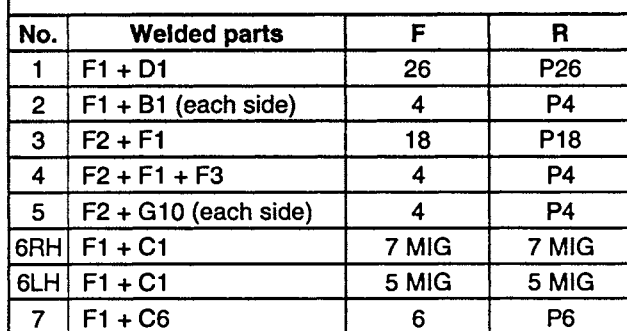 No. Welded parts F R
1 F1 + D1 26 P26
2 F1 + B1 (each side) 4 P4
3 F2 + F1 18 P18
4 F2 + F1 + F3 4 P4
5 F2 + G10 (each side) 4 P4
6RH F1 + C1 7 MIG 7 MIG
6LH F1 + C1 5 MIG 5 MIG
7 F1 + C6 6 P6